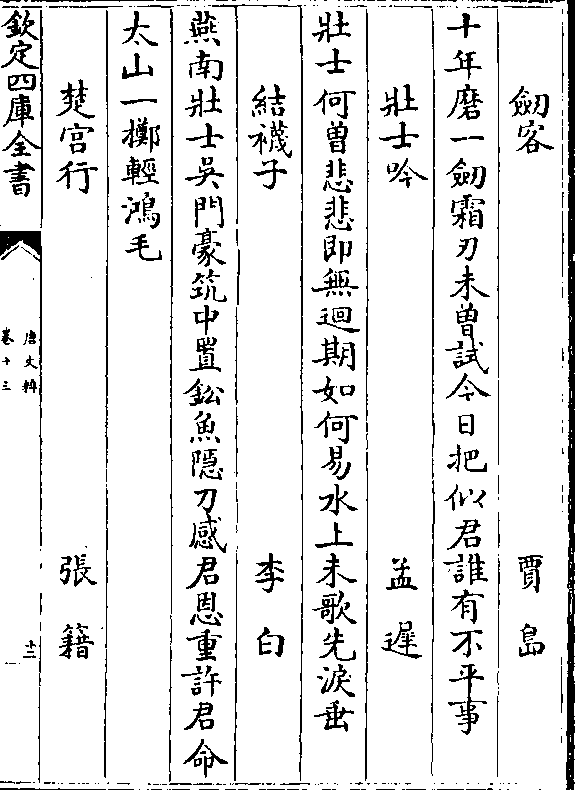 劒客　賈島
十年磨一劒霜刃未曽試今日把似君誰有不平事
壯士吟　孟遲
壯士何曽悲悲即無迴期如何易水上未歌先淚垂
結襪子　李白
燕南壯士吳門豪筑中置鈆魚隠刀感君恩重許君命
太山一擲輕鴻毛
楚宫行　張籍
欽定四庫全書
唐文粹
卷十三
十二